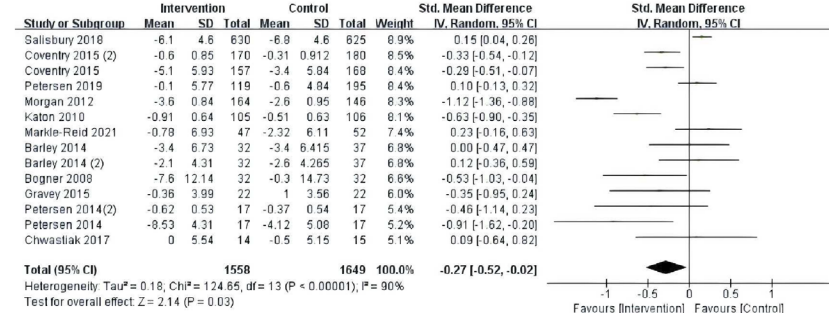 Intervention Control Std. Mean Difference Std. Mean Difference
Study or Subgroup Mean SD Total Mean SD Total Weight IV, Random, 95% CI IV, Random, 95% CI
Salisbury 2018 -6.1 4.6 630 -6.8 4.6 625 8.9% 0.15 [0.04, 0.26]
Coventry 2015 (2) -0.6 0.85 170 -0.31 0.912 180 8.5% -0.33 [-0.54, -0.12]
Coventry 2015 -5.1 5.93 157 -3.4 5.84 168 8.5% -0.29 [-0.51, -0.07]
Petersen 2019 -0.1 5.77 119 -0.6 4.84 195 8.4% 0.10 [-0.13, 0.32]
Morgan 2012 -3.6 0.84 164 -2.6 0.95 146 8.4% -1.12 [-1.36, -0.88]
Katon 2010 -0.91 0.64 105 -0.51 0.63 106 8.2% -0.63 [-0.90, -0.35]
Markle-Reid 2021 -0.78 6.93 47 -2.32 6.11 52 7.4% 0.23 [-0.16, 0.63]
Barley 2014 -3.4 6.73 32 -3.4 6.415 37 6.8% 0.00 [-0.47, 0.47]
Barley 2014 (2) -2.1 4.31 32 -2.6 4.265 37 6.8% 0.12 [-0.36, 0.59]
Bogner 2008 -7.6 12.14 32 -0.3 14.73 32 6.6% -0.53 [-1.03, -0.04]
Gravey 2015 -0.36 3.99 22 1 3.56 22 5.9% -0.35 [-0.95, 0.24]
Petersen 2014(2) -0.62 0.53 17 -0.37 0.54 17 5.4% -0.46 [-1.14, 0.23]
Petersen 2014 -8.53 4.31 17 -4.12 5.08 17 5.2% -0.91 [-1.62, -0.20]
Chwastiak 2017 0 5.54 14 -0.5 5.15 15 5.1% 0.09 [-0.64, 0.82]
Total (95% CI) 1558 1649 100.0% -0.27 [-0.52, -0.02]
Heterogeneity: Tau² = 0.18; Chi² = 124.65, df = 13 (P < 0.00001); I² = 90%
Test for overall effect: Z = 2.14 (P = 0.03)
-1 -0.5 0 0.5 1
Favours [Intervention] Favours [Control]